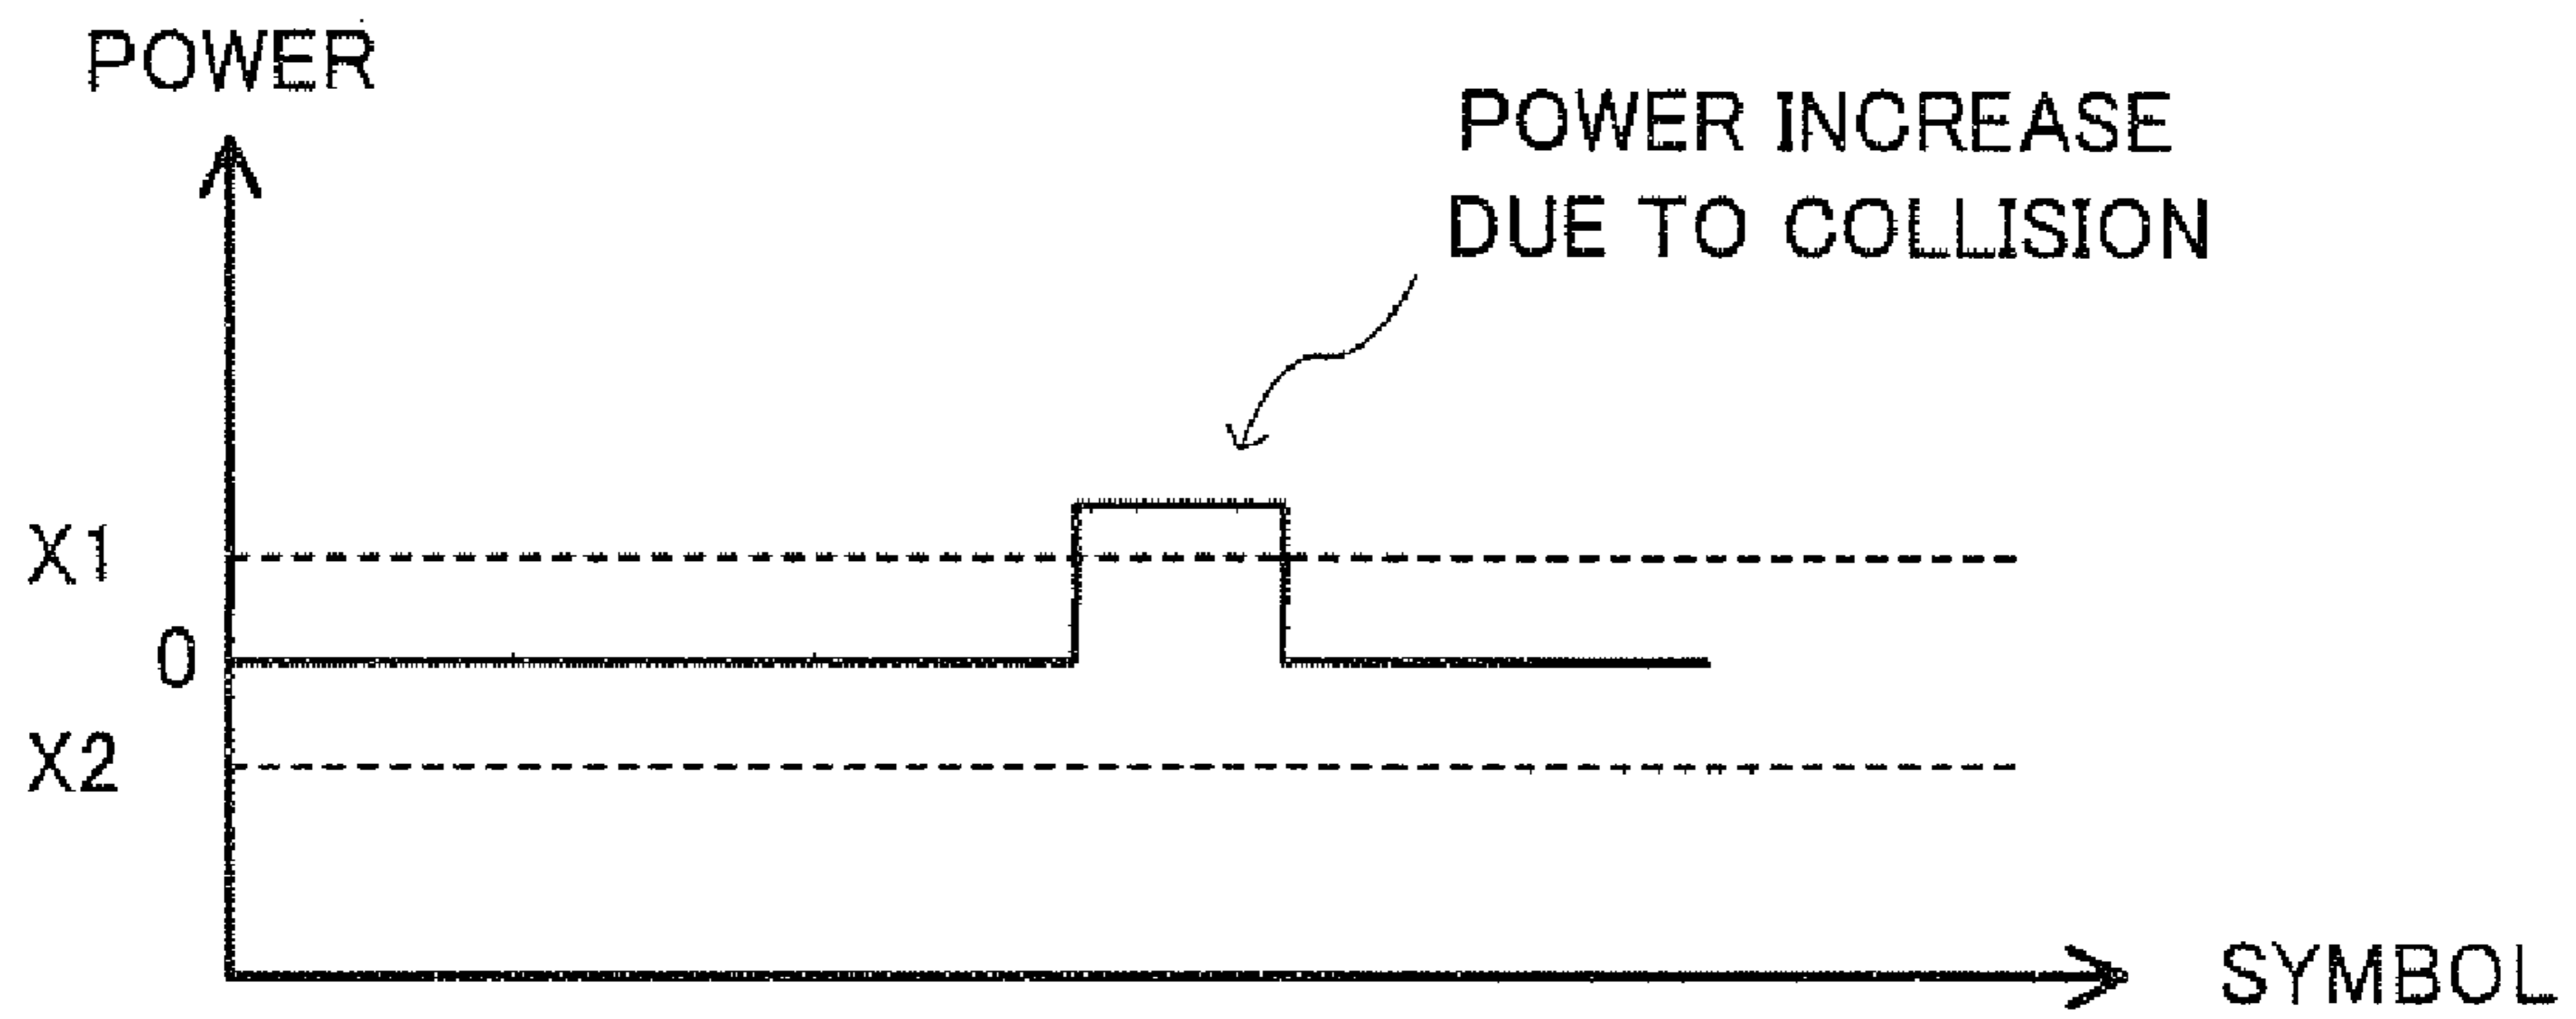 POWER
POWER INCREASE
DUE TO COLLISION
X1
0
X2
SYMBOL